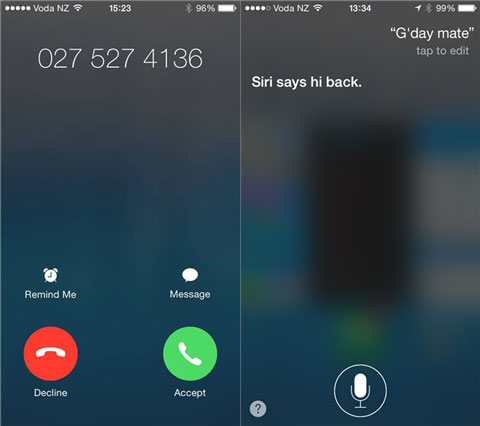 Voda NZ 15:23 96%
027 527 4136
Remind Me Message
Decline Accept
Voda NZ 13:34 99%
“G'day mate”
tap to edit
Siri says hi back.
?